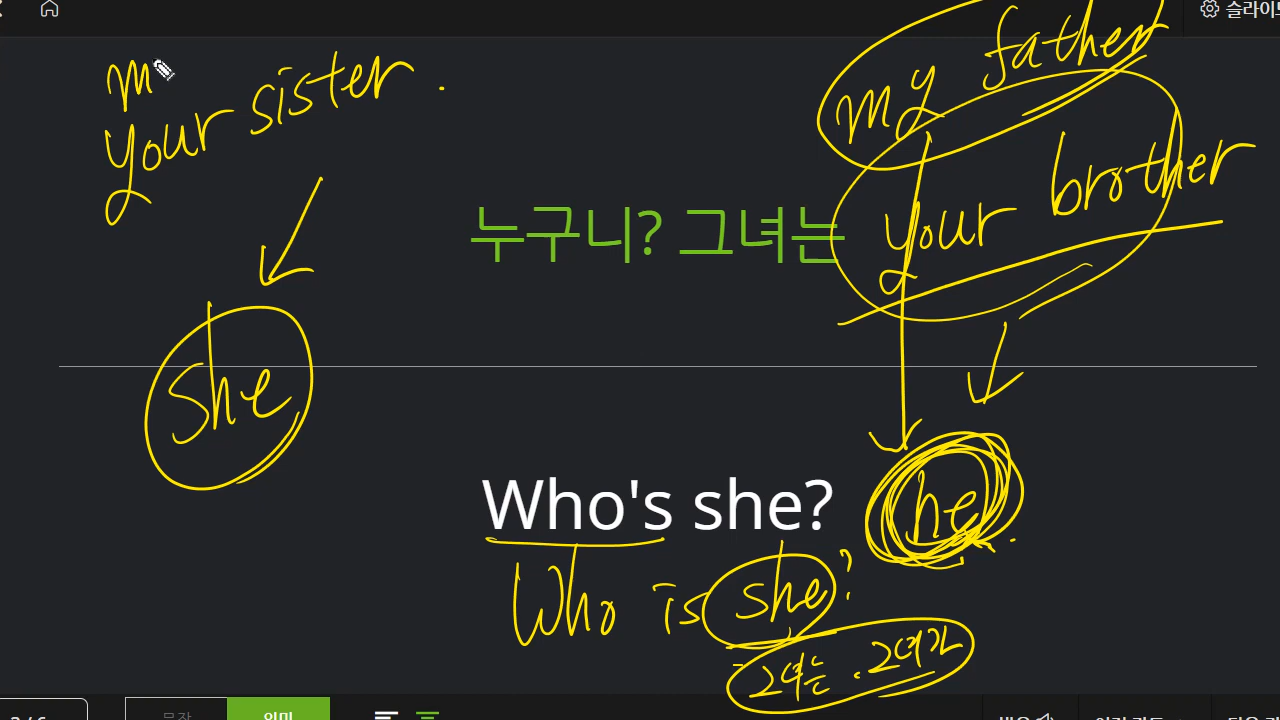 슬라이드
m
your sister.
my father
your brother
누구니? 그녀는
she
Who's she?
he
Who is she?
그녀는. 그녀가